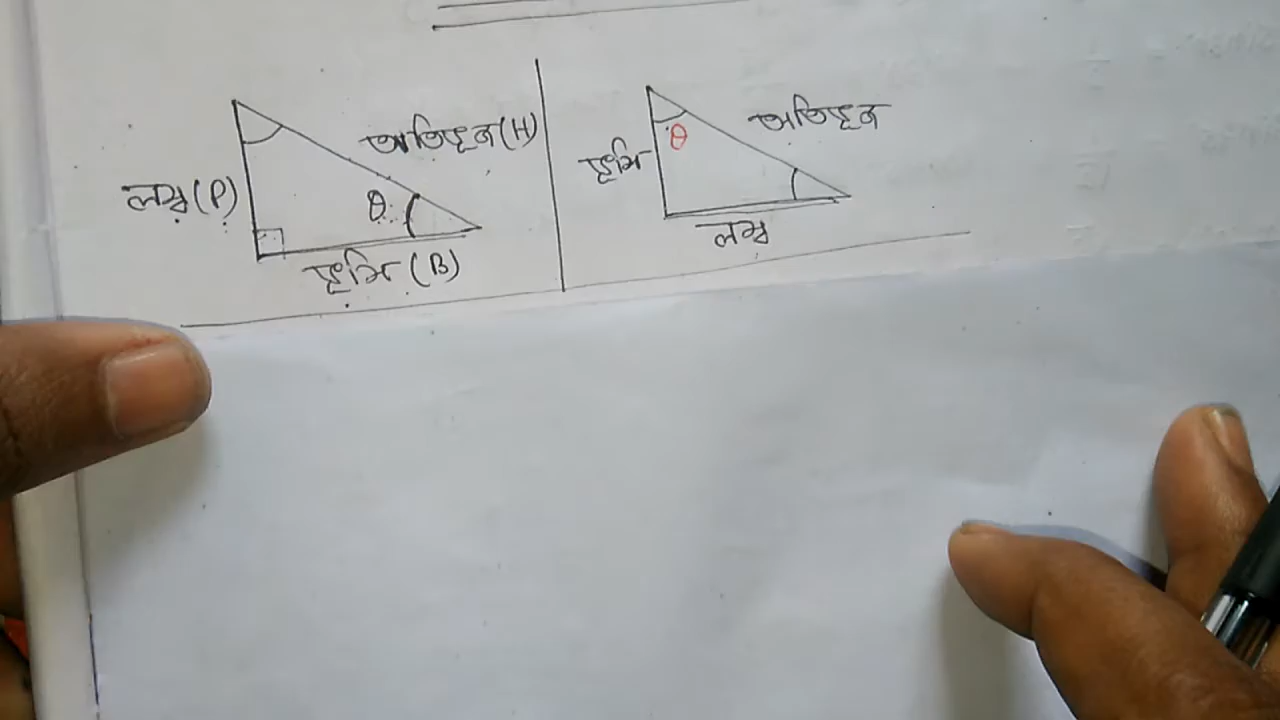 অতিভুজ (H)
লম্ব (P)
θ
ভূমি (B)
অতিভুজ
θ
ভূমি
লম্ব